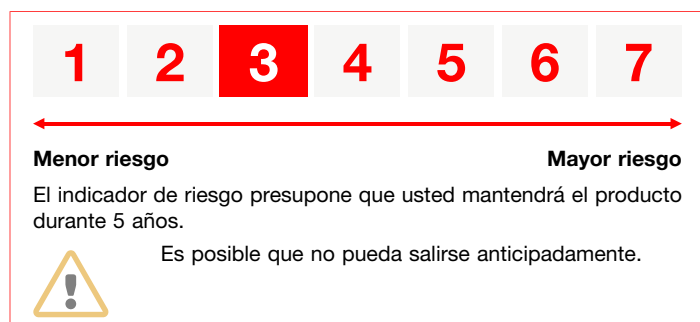 1 2 3 4 5 6 7
Menor riesgo Mayor riesgo
El indicador de riesgo presupone que usted mantendrá el producto
durante 5 años.
Es posible que no pueda salirse anticipadamente.
!